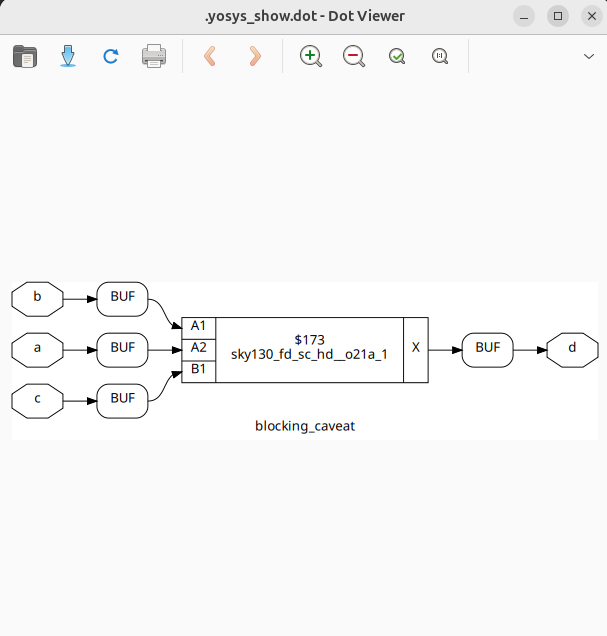 .yosys_show.dot - Dot Viewer
b BUF
a BUF
c BUF
A1
A2
B1
$173
sky130_fd_sc_hd__o21a_1
X
BUF d
blocking_caveat